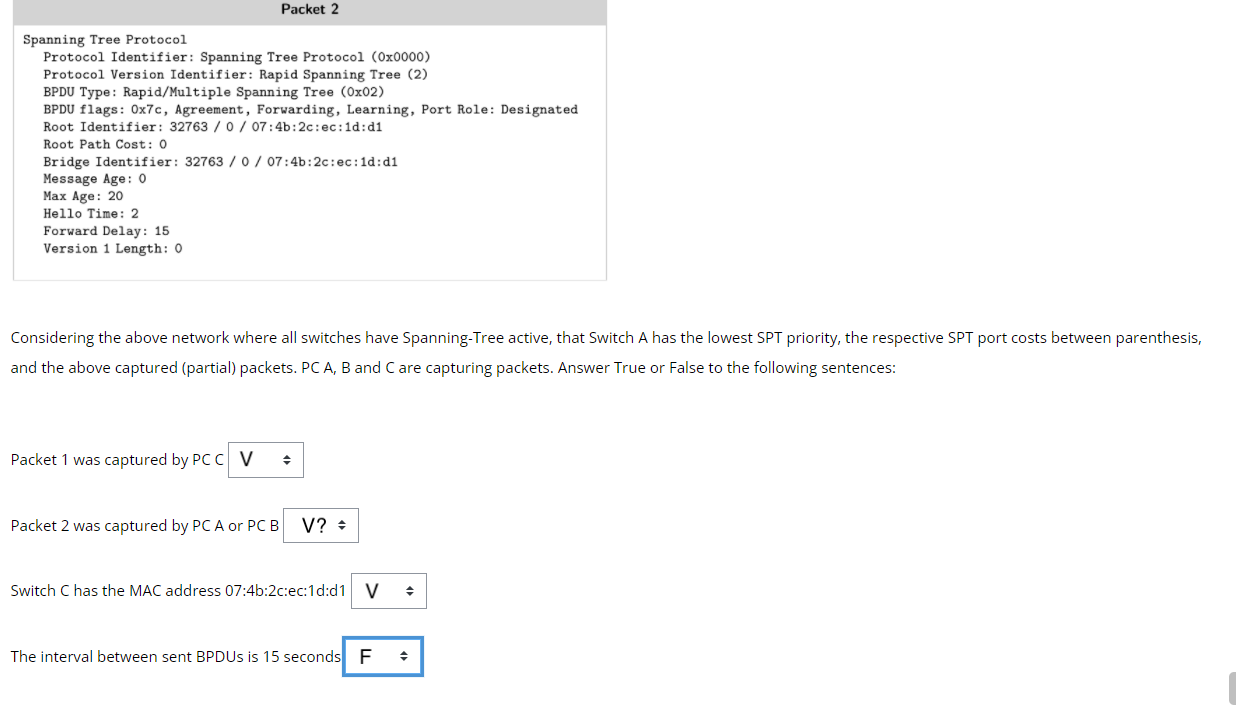 Packet 2
Spanning Tree Protocol
Protocol Identifier: Spanning Tree Protocol (0x0000)
Protocol Version Identifier: Rapid Spanning Tree (2)
BPDU Type: Rapid/Multiple Spanning Tree (0x02)
BPDU flags: 0x7c, Agreement, Forwarding, Learning, Port Role: Designated
Root Identifier: 32763 / 0 / 07:4b:2c:ec:1d:d1
Root Path Cost: 0
Bridge Identifier: 32763 / 0 / 07:4b:2c:ec:1d:d1
Message Age: 0
Max Age: 20
Hello Time: 2
Forward Delay: 15
Version 1 Length: 0
Considering the above network where all switches have Spanning-Tree active, that Switch A has the lowest SPT priority, the respective SPT port costs between parenthesis,
and the above captured (partial) packets. PC A, B and C are capturing packets. Answer True or False to the following sentences:
Packet 1 was captured by PC C V
Packet 2 was captured by PC A or PC B V?
Switch C has the MAC address 07:4b:2c:ec:1d:d1 V
The interval between sent BPDUs is 15 seconds F